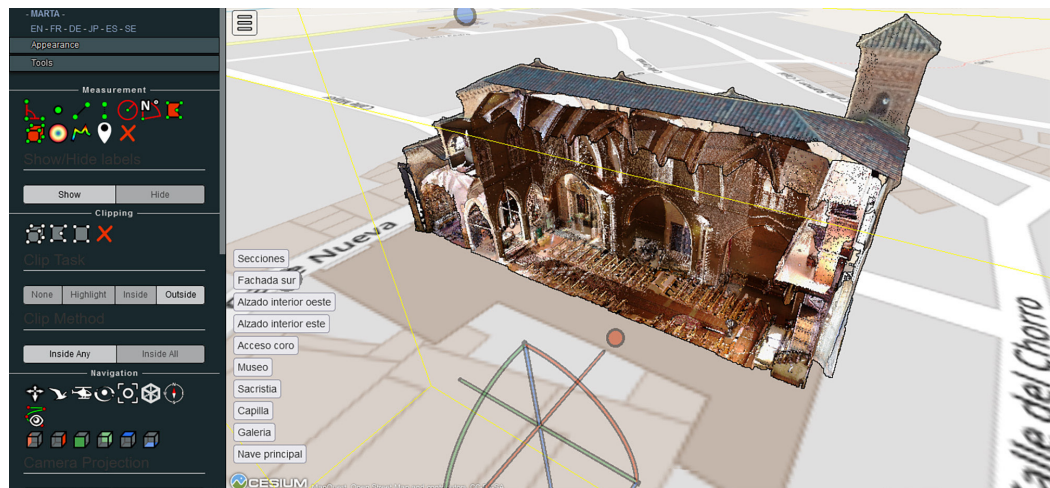 - MARTA -
EN - FR - DE - JP - ES - SE
Appearance
Tools
Measurement
N°
Show/Hide labels
Show
Hide
Clipping
Clip Task
None
Highlight
Inside
Outside
Clip Method
Inside Any
Inside All
Navigation
Camera Projection
Secciones
Fachada sur
Alzado interior oeste
Alzado interior este
Acceso coro
Museo
Sacristia
Capilla
Galeria
Nave principal
CESIUM
Nueva
Calle del Chorro